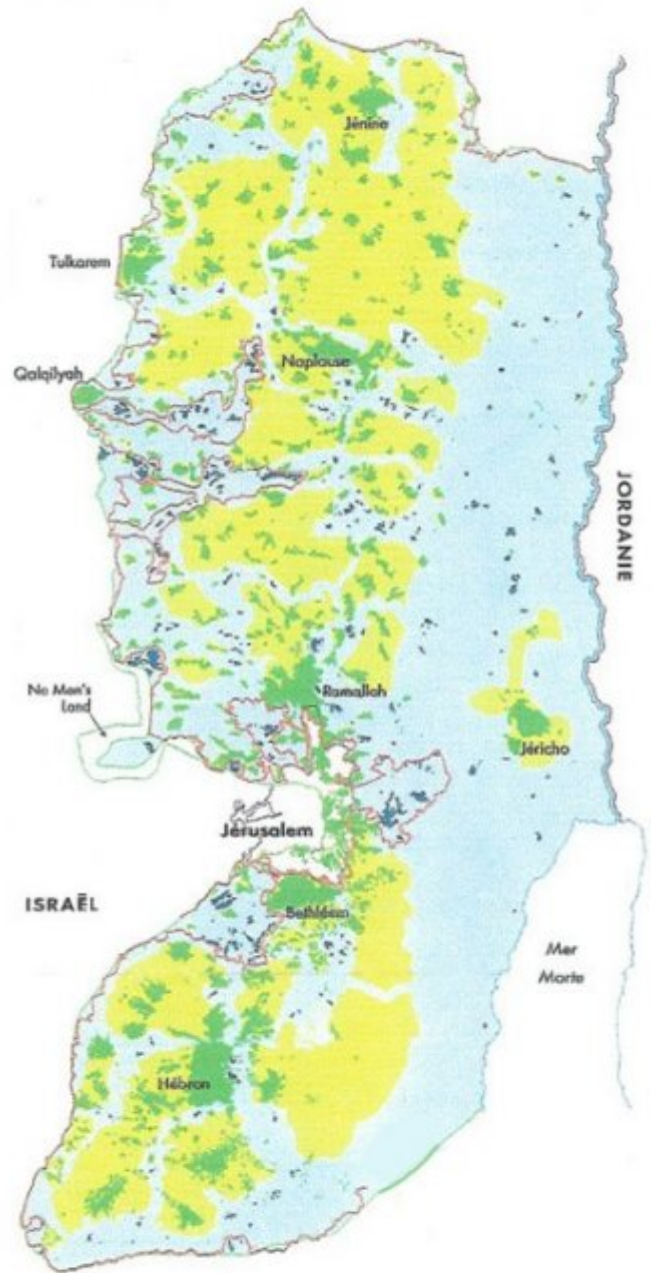 Jénine
Tulkarem
Naplouse
Qalqilyah
JORDANIE
Ramallah
No Man's
Land
Jéricho
Jérusalem
ISRAËL
Bethléem
Mer
Morte
Hébron